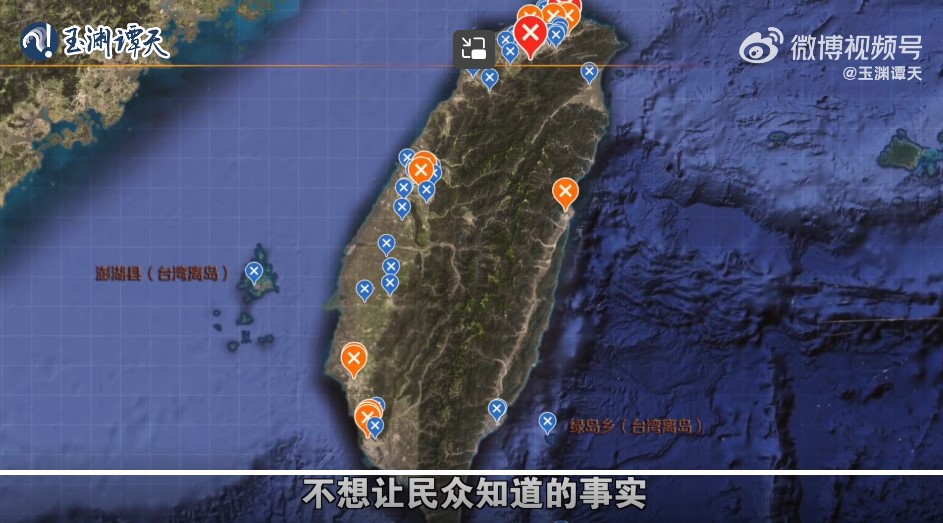 玉渊谭天
微博视频号
@玉渊谭天
澎湖县（台湾离岛）
绿岛乡（台湾离岛）
不想让民众知道的事实